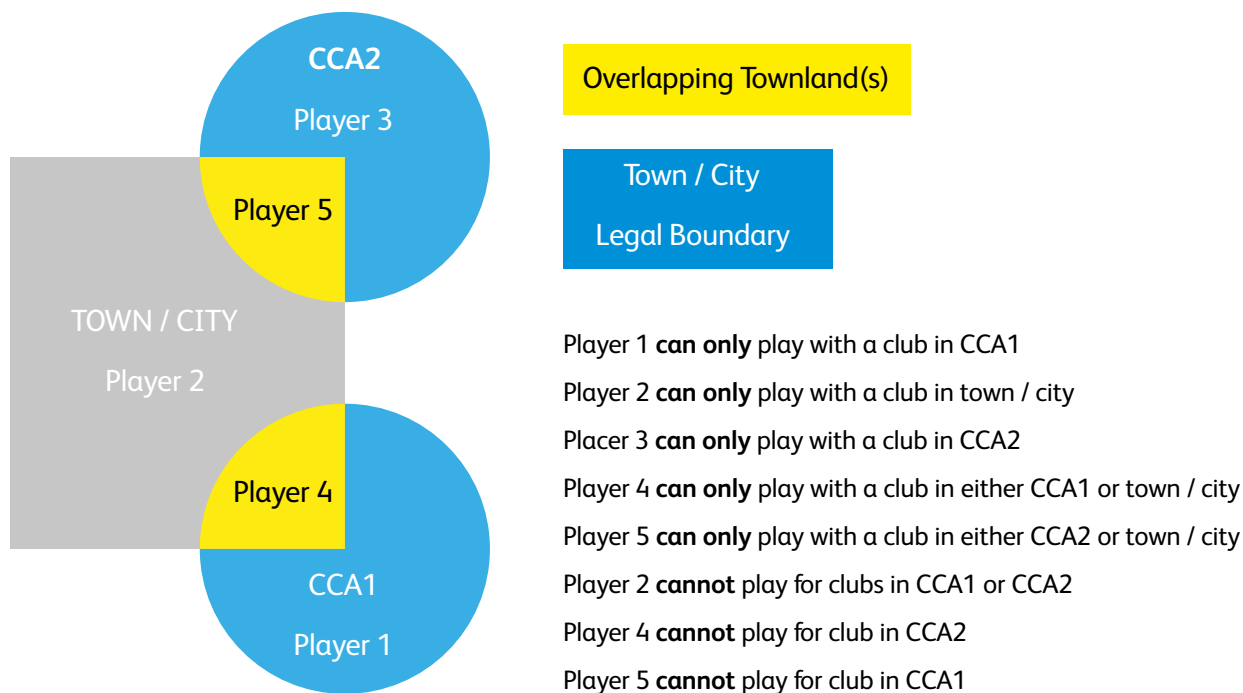 CCA2
Player 3
Player 5
TOWN / CITY
Player 2
Player 4
CCA1
Player 1
Overlapping Townland(s)
Town / City
Legal Boundary
Player 1 can only play with a club in CCA1
Player 2 can only play with a club in town / city
Placer 3 can only play with a club in CCA2
Player 4 can only play with a club in either CCA1 or town / city
Player 5 can only play with a club in either CCA2 or town / city
Player 2 cannot play for clubs in CCA1 or CCA2
Player 4 cannot play for club in CCA2
Player 5 cannot play for club in CCA1